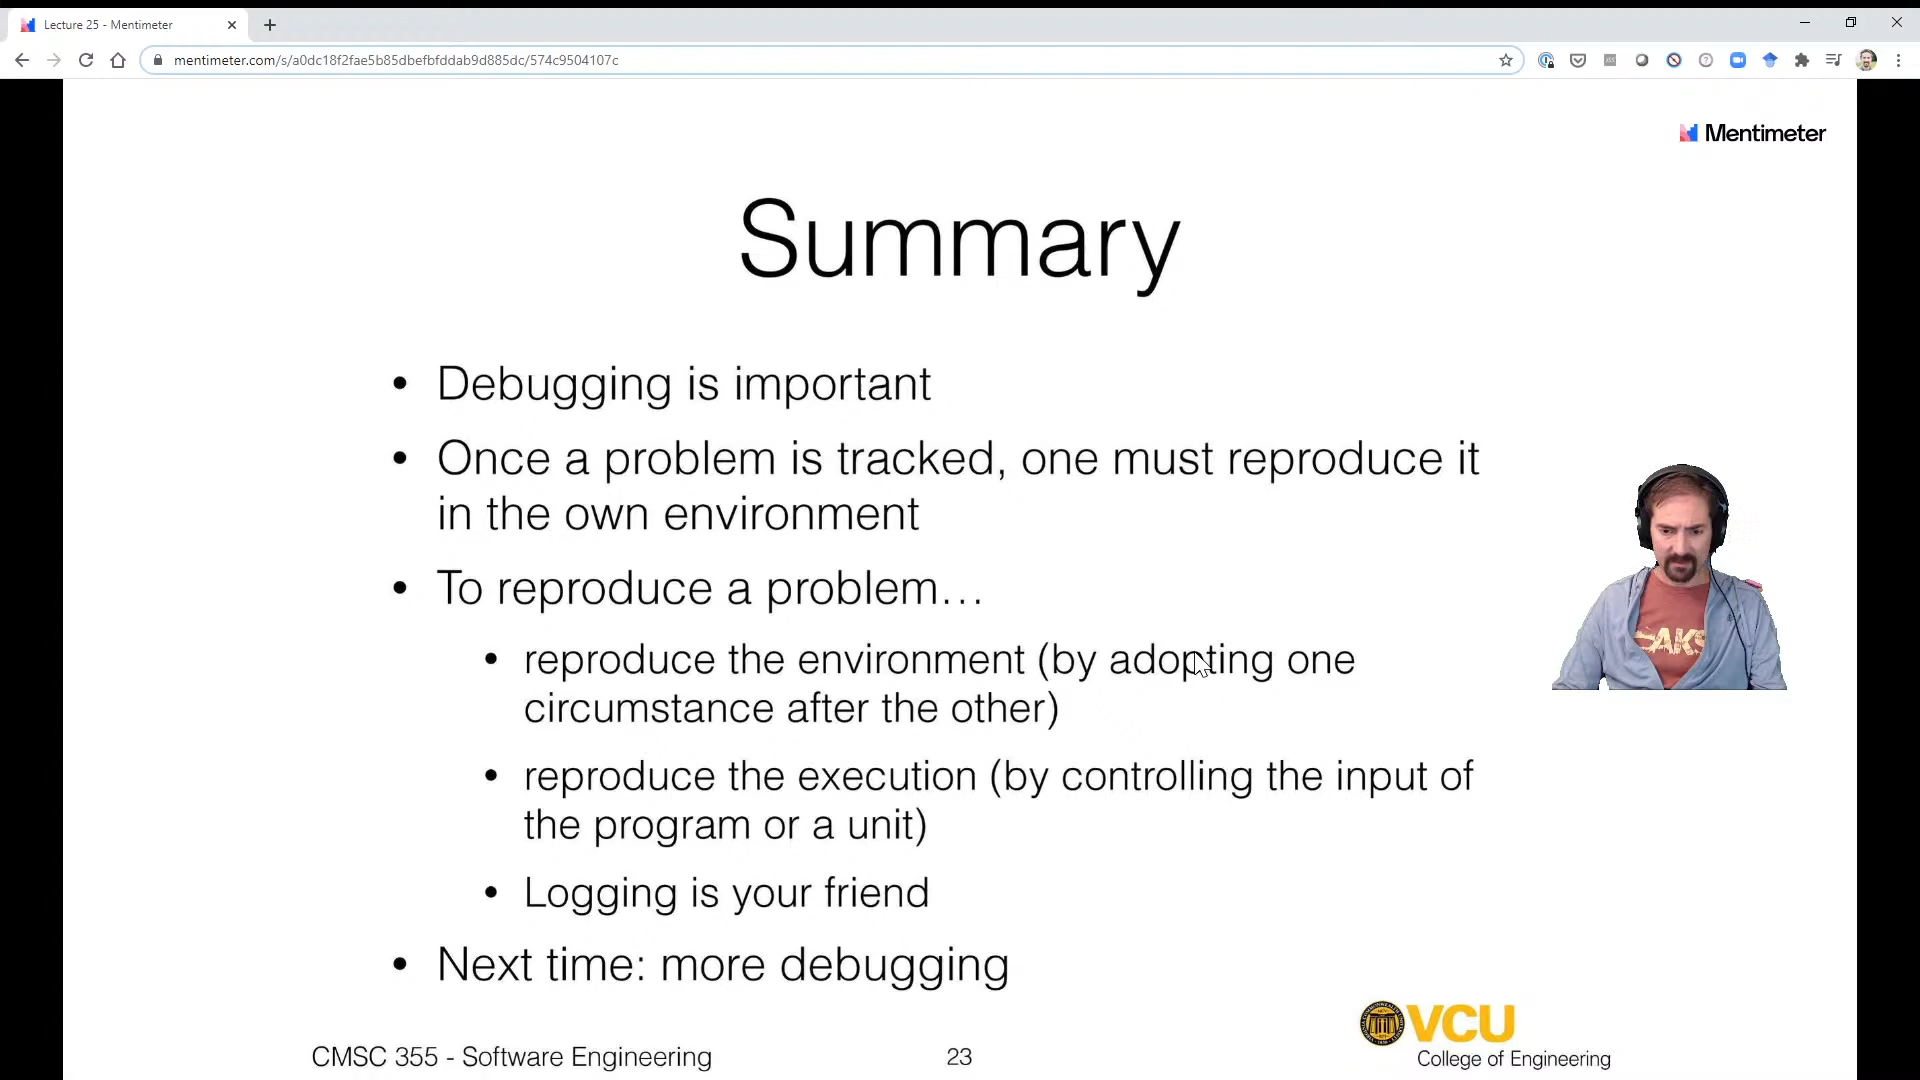 Lecture 25 - Mentimeter
mentimeter.com/s/a0dc18f2fae5b85dbefbfddab9d885dc/574c9504107c
Mentimeter
Summary
• Debugging is important
• Once a problem is tracked, one must reproduce it
in the own environment
• To reproduce a problem…
• reproduce the environment (by adopting one
circumstance after the other)
• reproduce the execution (by controlling the input of
the program or a unit)
• Logging is your friend
• Next time: more debugging
CMSC 355 - Software Engineering
23
VCU
College of Engineering